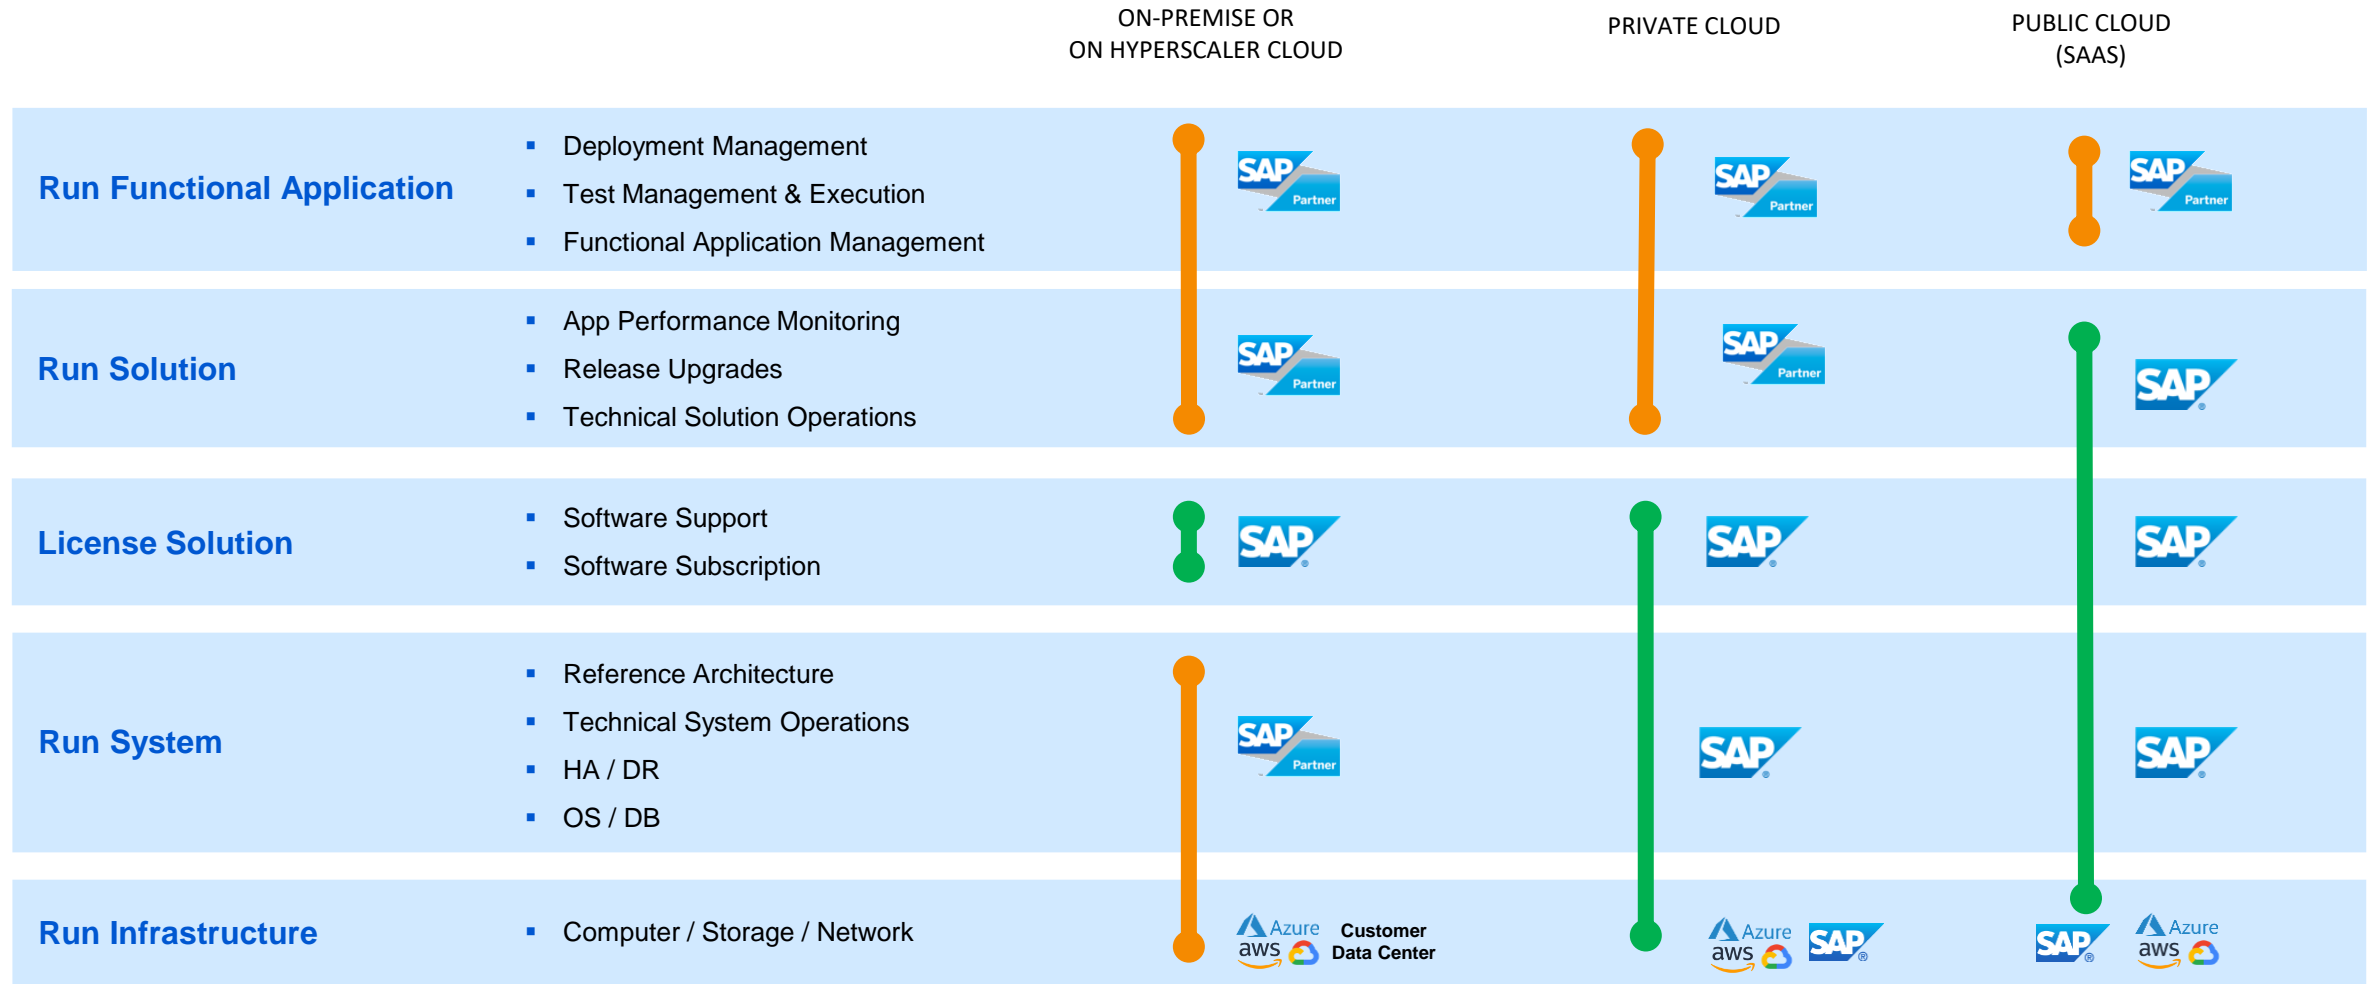 ON-PREMISE OR
ON HYPERSCALER CLOUD
PRIVATE CLOUD
PUBLIC CLOUD
(SAAS)
Run Functional Application
Deployment Management
Test Management & Execution
Functional Application Management
SAP
Partner
SAP
Partner
SAP
Partner
Run Solution
App Performance Monitoring
Release Upgrades
Technical Solution Operations
SAP
Partner
SAP
Partner
SAP®
License Solution
Software Support
Software Subscription
SAP®
SAP®
SAP®
Run System
Reference Architecture
Technical System Operations
HA / DR
OS / DB
SAP
Partner
SAP®
SAP®
Run Infrastructure
Computer / Storage / Network
Azure
aws
Customer
Data Center
Azure
aws
SAP®
SAP®
Azure
aws